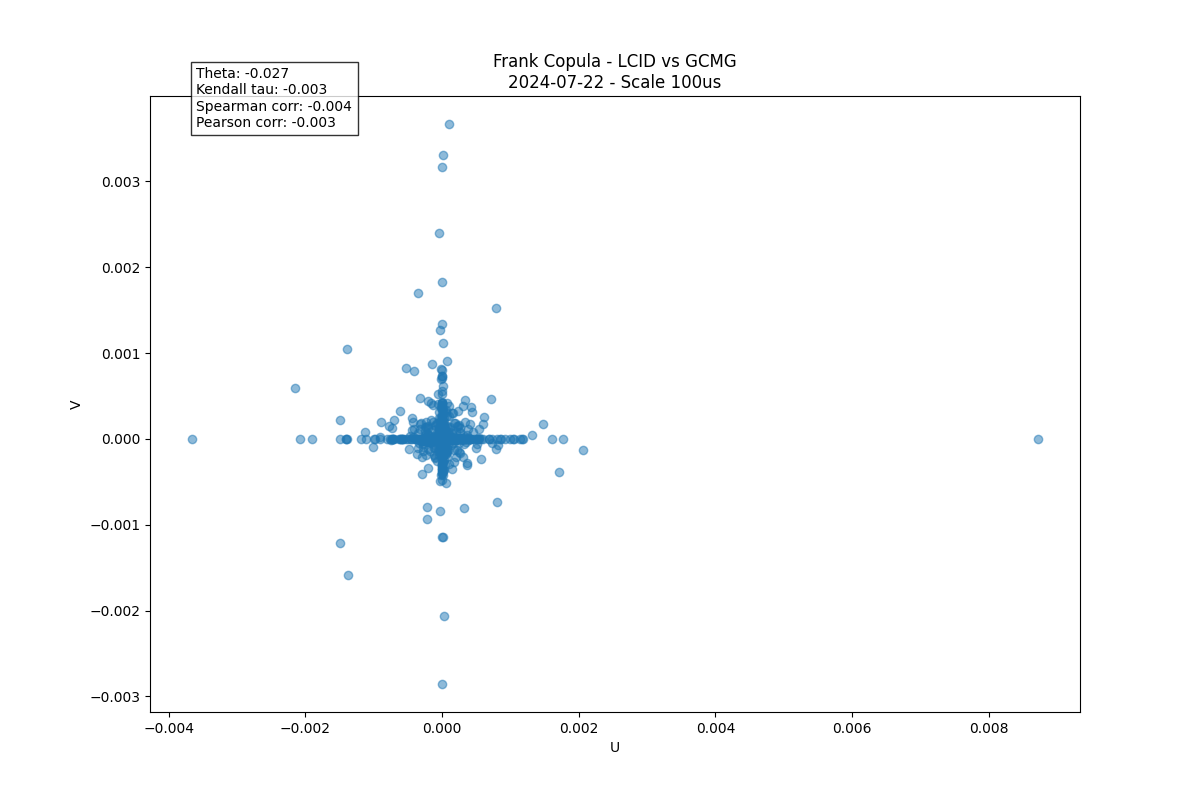 Frank Copula - LCID vs GCMG
2024-07-22 - Scale 100us
Theta: -0.027
Kendall tau: -0.003
Spearman corr: -0.004
Pearson corr: -0.003
V
0.003
0.002
0.001
0.000
−0.001
−0.002
−0.003
−0.004 −0.002 0.000 0.002 0.004 0.006 0.008
U